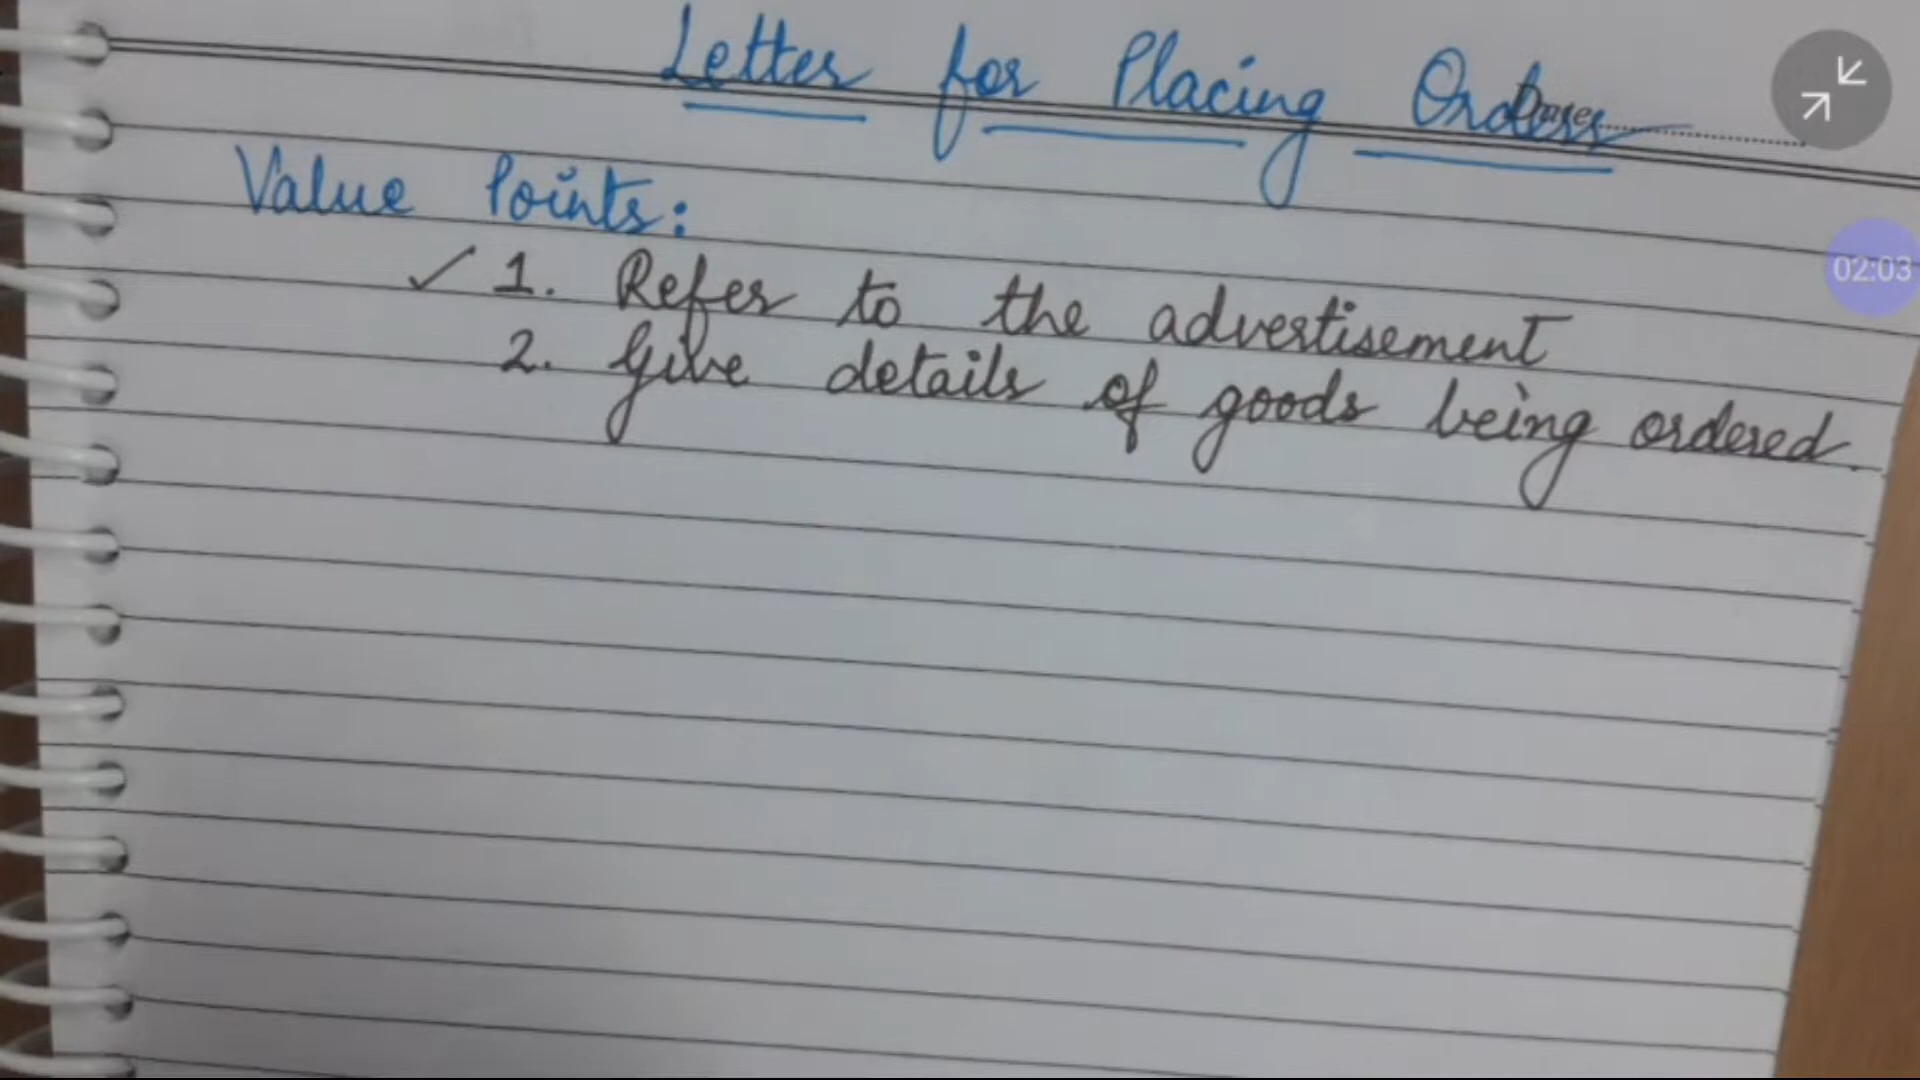 Letter for Placing Orders
Value Points:
✓ 1. Refer to the advertisement
2. Give details of goods being ordered.
02:03